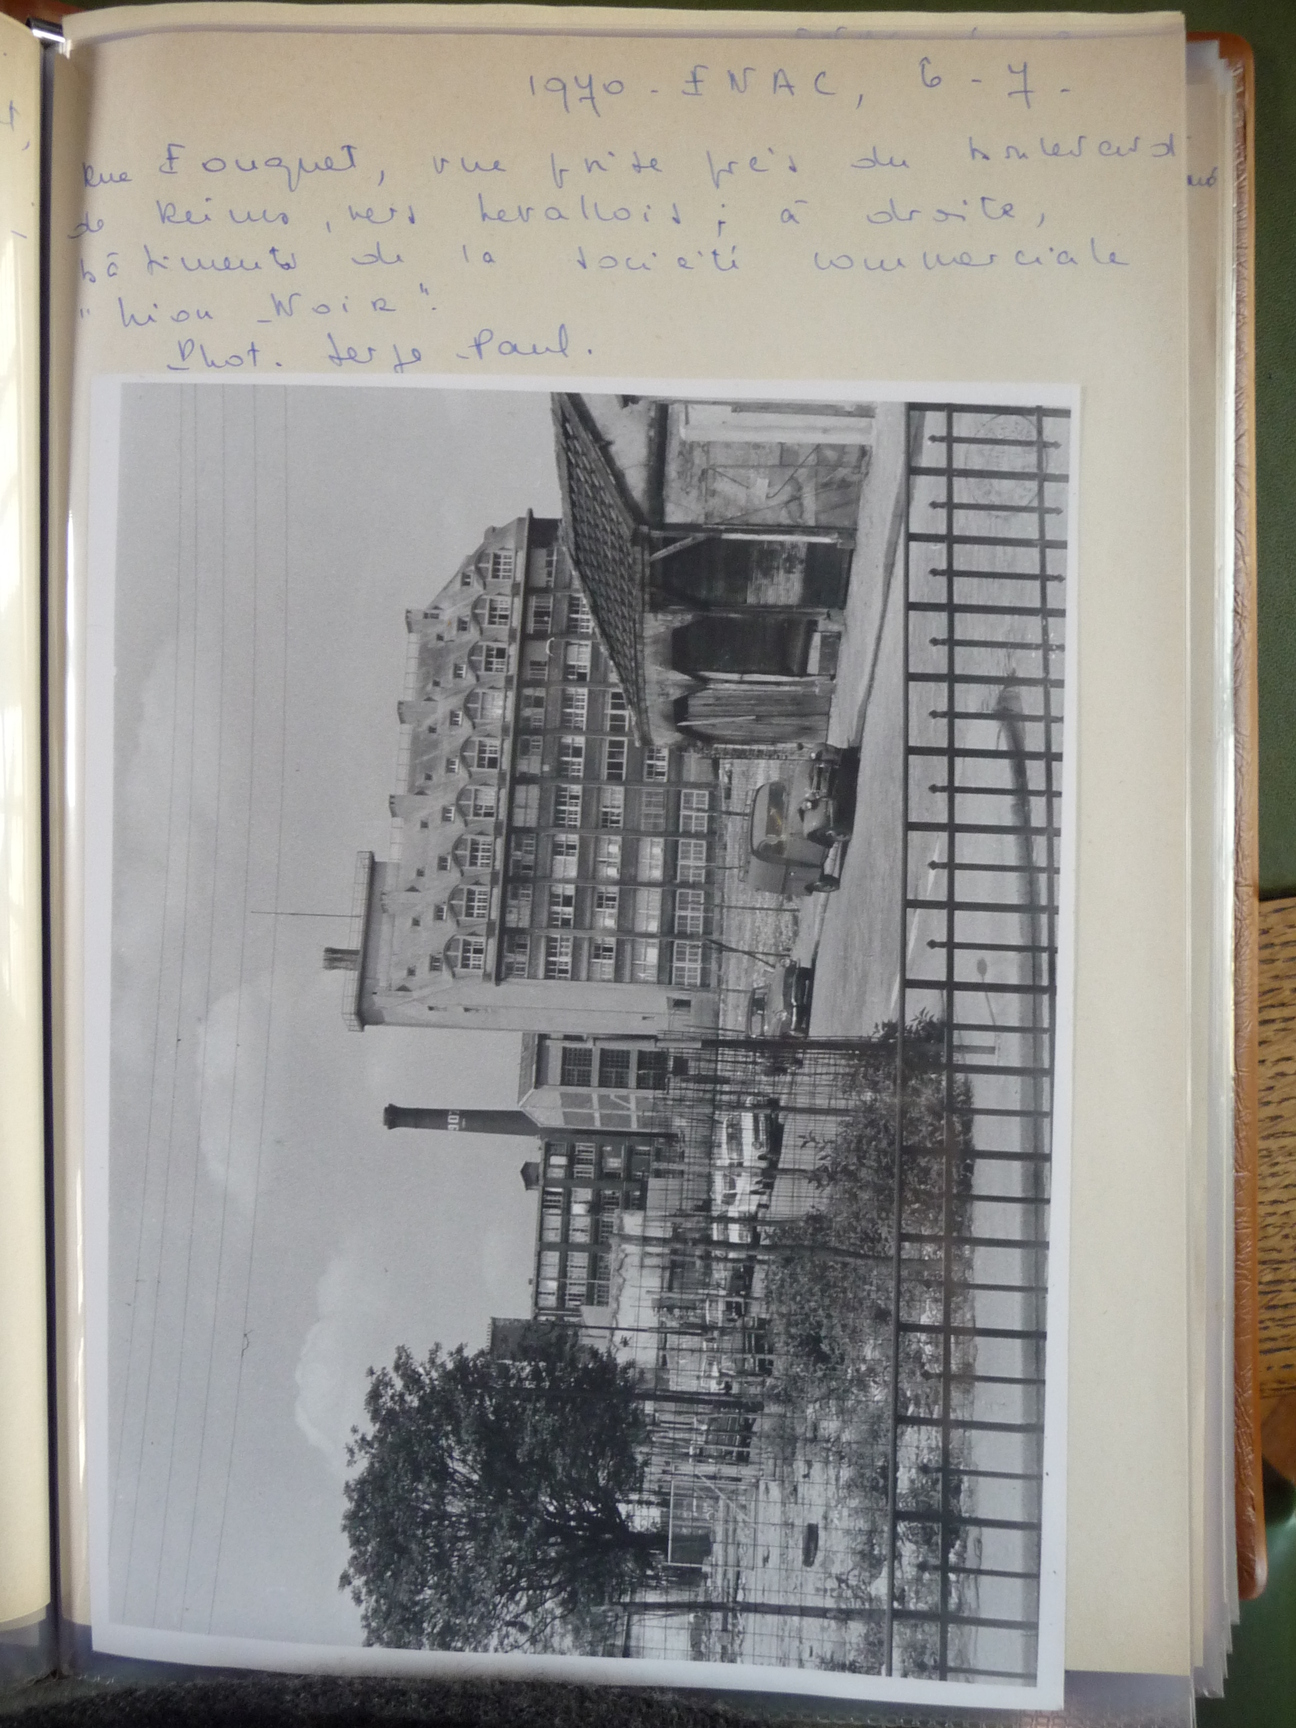 1970 - ENAC, 6 - 7 -
Rue Fouquet, vue prise près du boulevard
de Reims, vers Levallois ; à droite,
bâtiments de la société commerciale
"Lion Noir".
Phot. Serge Paul.